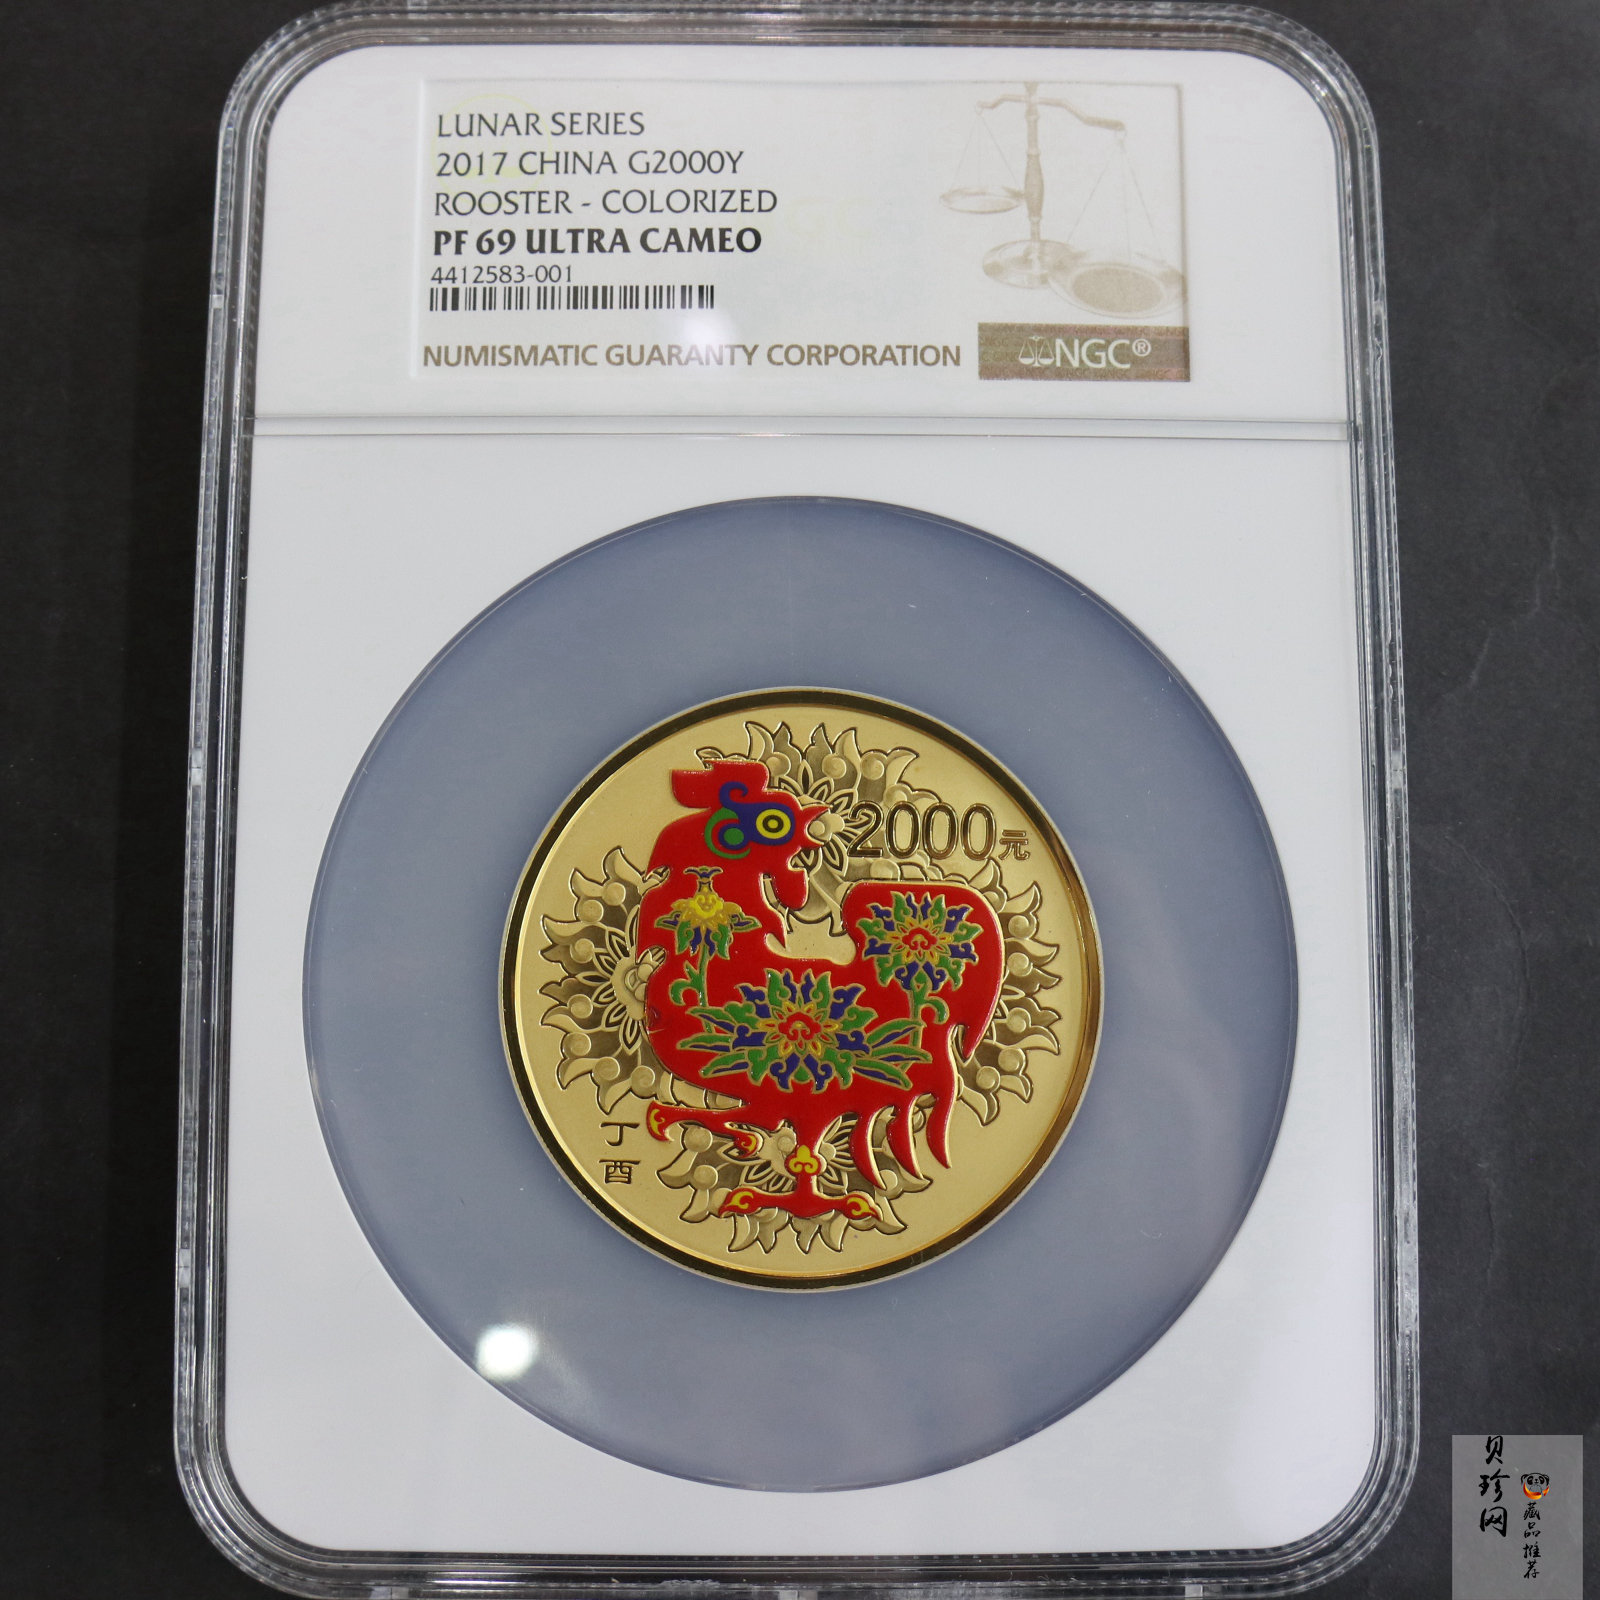 LUNAR SERIES
2017 CHINA G2000Y
ROOSTER - COLORIZED
PF 69 ULTRA CAMEO
4412583-001
NUMISMATIC GUARANTY CORPORATION
NGC®
2000元
丁
酉
贝珍网
藏品推荐